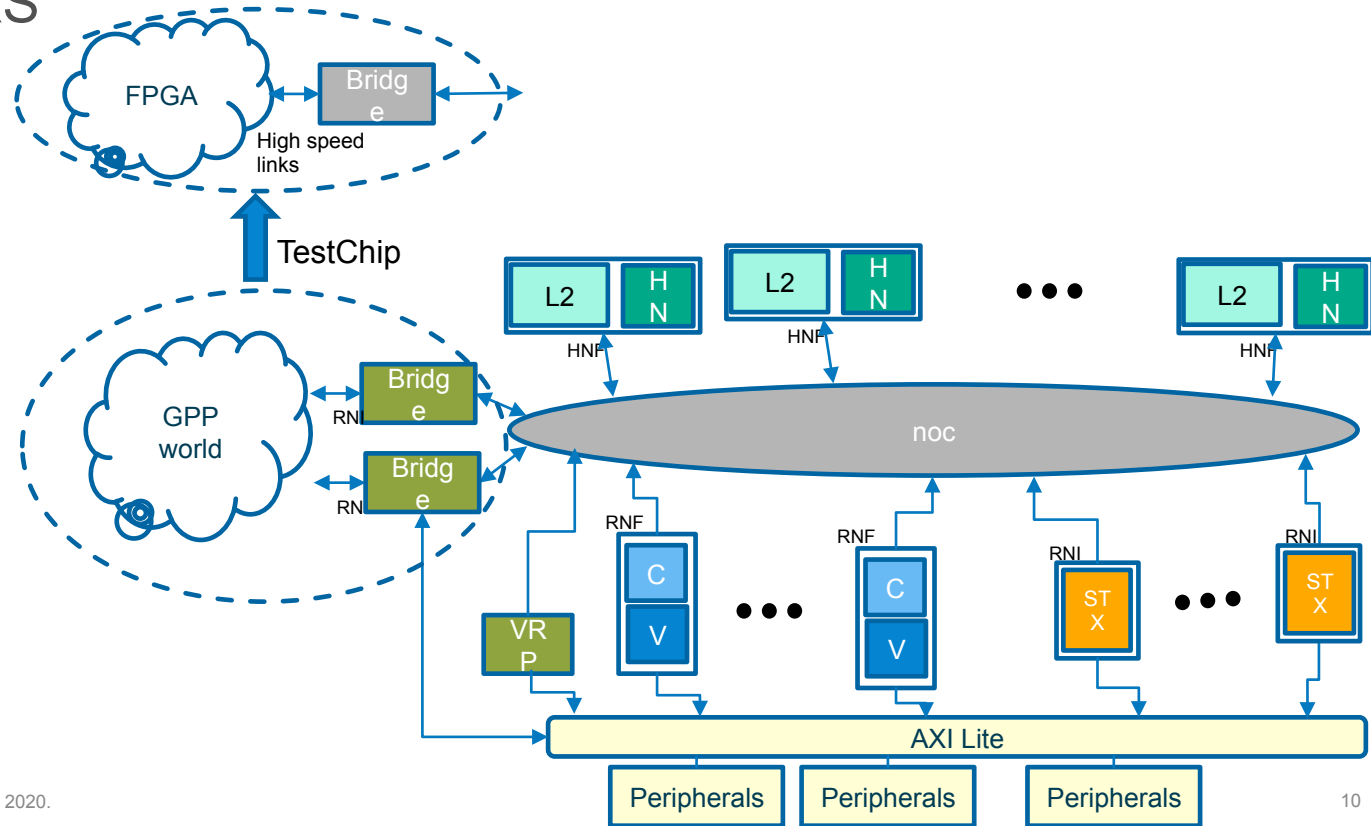 FPGA
Bridg
e
High speed
links
TestChip
L2
H
N
L2
H
N
L2
H
N
HNF
HNF
HNF
GPP
world
Bridg
e
RNI
Bridg
e
RN
noc
RNF
RNF
RNI
RNI
C
V
C
V
ST
X
ST
X
VR
P
AXI Lite
Peripherals
Peripherals
Peripherals
2020.
10